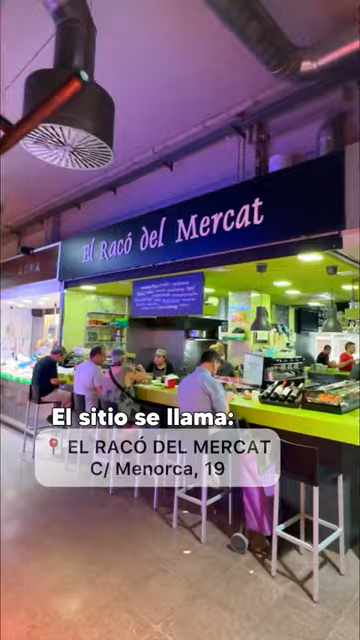 El Racó del Mercat
El sitio se llama:
📍 EL RACÓ DEL MERCAT
C/ Menorca, 19